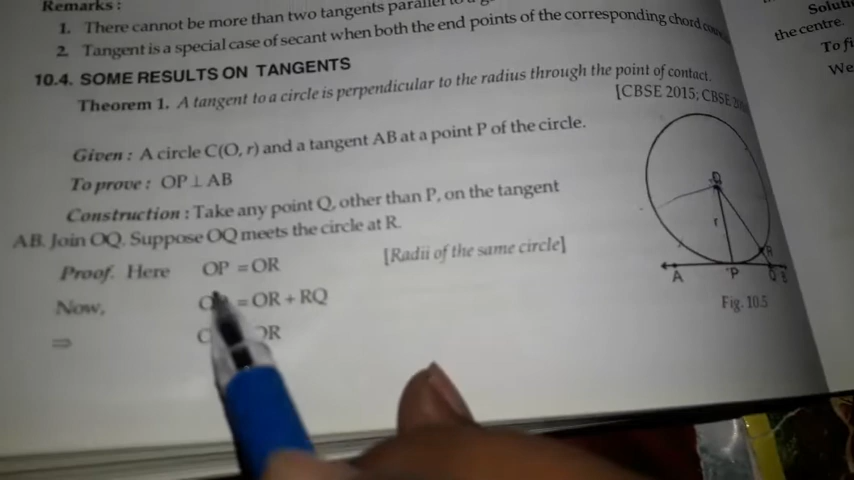 Remarks :
1. There cannot be more than two tangents parallel to a
2. Tangent is a special case of secant when both the end points of the corresponding chord
10.4. SOME RESULTS ON TANGENTS
Theorem 1. A tangent to a circle is perpendicular to the radius through the point of contact.
[CBSE 2015; CBSE
Given : A circle C(O, r) and a tangent AB at a point P of the circle.
To prove : OP ⊥ AB
Construction : Take any point Q, other than P, on the tangent
AB. Join OQ. Suppose OQ meets the circle at R.
Proof. Here OP = OR [Radii of the same circle]
Now, = OR + RQ
⇒ OR
O
r
R
A P Q B
Fig. 10.5
the centre.
We